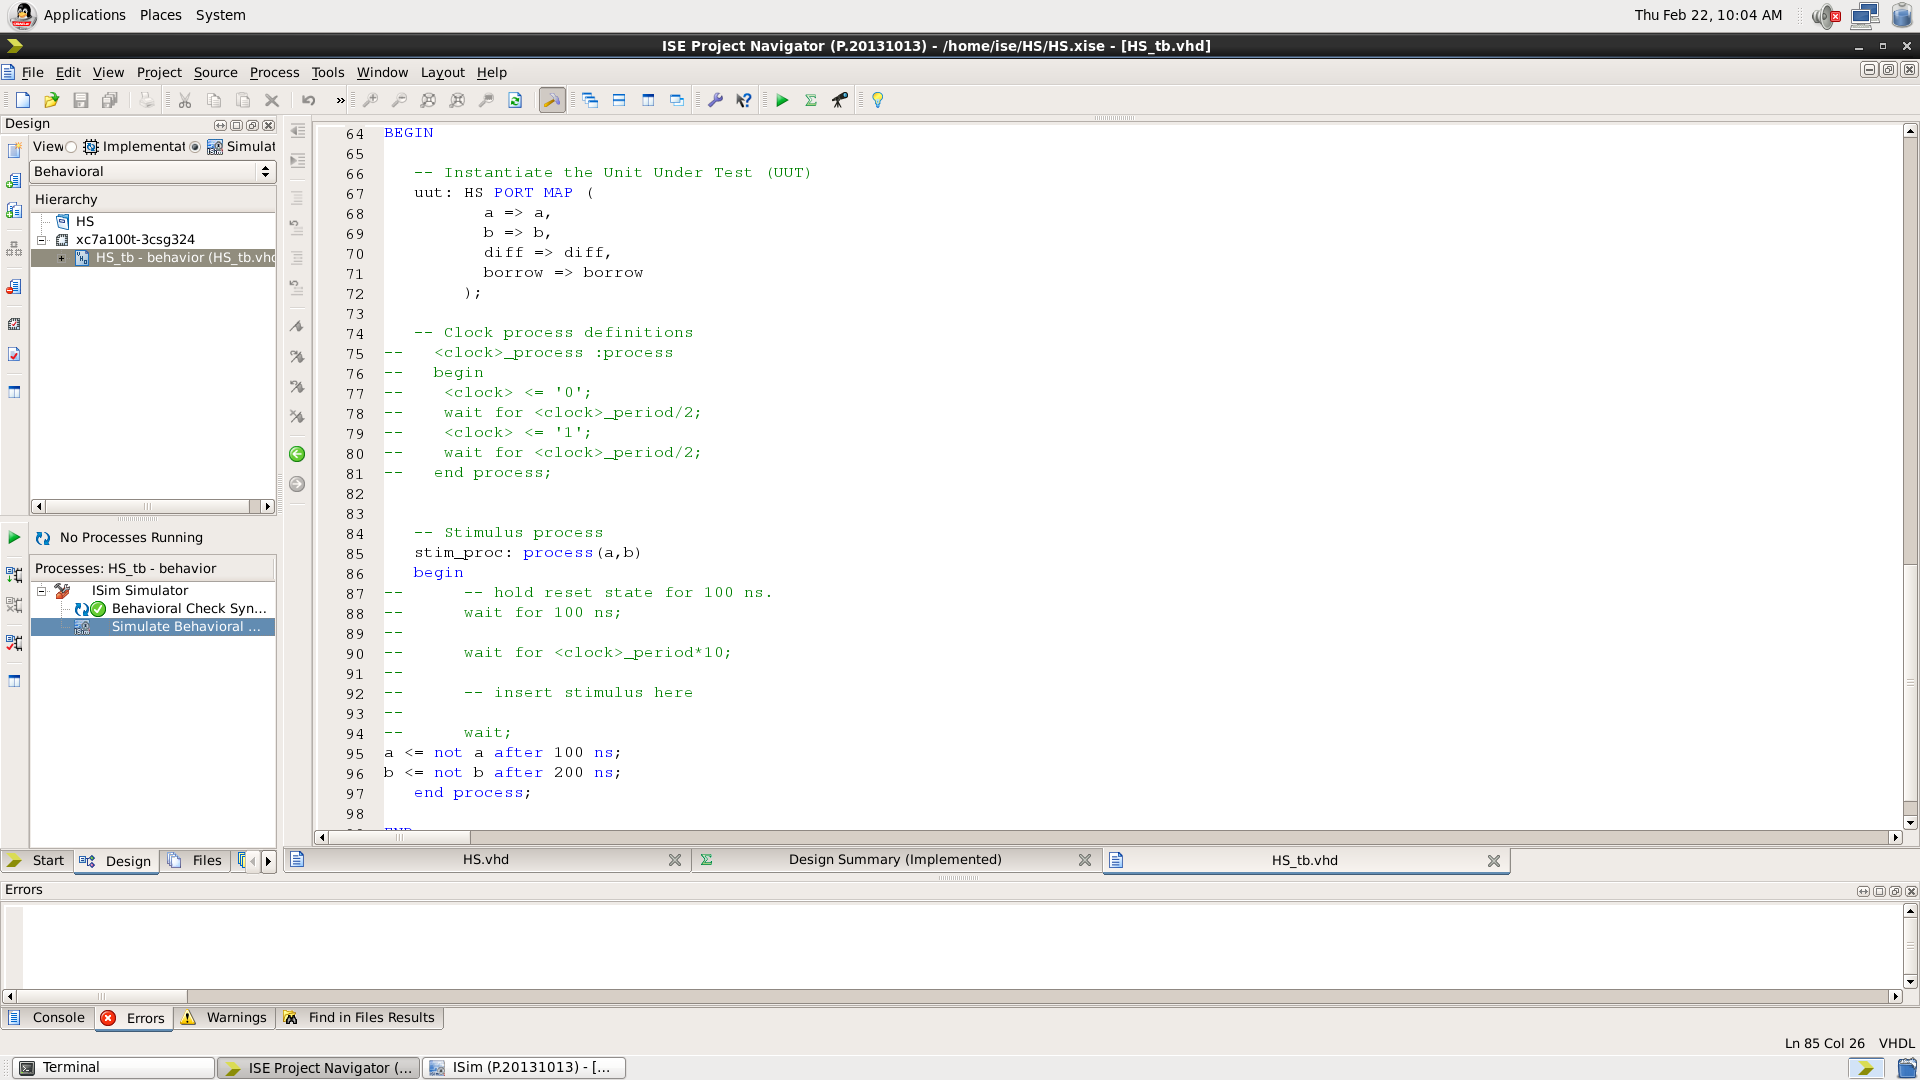 Applications Places System
Thu Feb 22, 10:04 AM
ISE Project Navigator (P.20131013) - /home/ise/HS/HS.xise - [HS_tb.vhd]
File Edit View Project Source Process Tools Window Layout Help
»
Design
View Implementat Simulat
Behavioral
Hierarchy
HS
xc7a100t-3csg324
HS_tb - behavior (HS_tb.vhd
No Processes Running
Processes: HS_tb - behavior
ISim Simulator
Behavioral Check Syn...
Simulate Behavioral ...
Start Design Files
64 BEGIN
65
66 -- Instantiate the Unit Under Test (UUT)
67 uut: HS PORT MAP (
68 a => a,
69 b => b,
70 diff => diff,
71 borrow => borrow
72 );
73
74 -- Clock process definitions
75 -- <clock>_process :process
76 -- begin
77 -- <clock> <= '0';
78 -- wait for <clock>_period/2;
79 -- <clock> <= '1';
80 -- wait for <clock>_period/2;
81 -- end process;
82
83
84 -- Stimulus process
85 stim_proc: process(a,b)
86 begin
87 -- -- hold reset state for 100 ns.
88 -- wait for 100 ns;
89 --
90 -- wait for <clock>_period*10;
91 --
92 -- -- insert stimulus here
93 --
94 -- wait;
95 a <= not a after 100 ns;
96 b <= not b after 200 ns;
97 end process;
98
HS.vhd
Design Summary (Implemented)
HS_tb.vhd
Errors
Console Errors Warnings Find in Files Results
Ln 85 Col 26 VHDL
Terminal
ISE Project Navigator (...
ISim (P.20131013) - [...